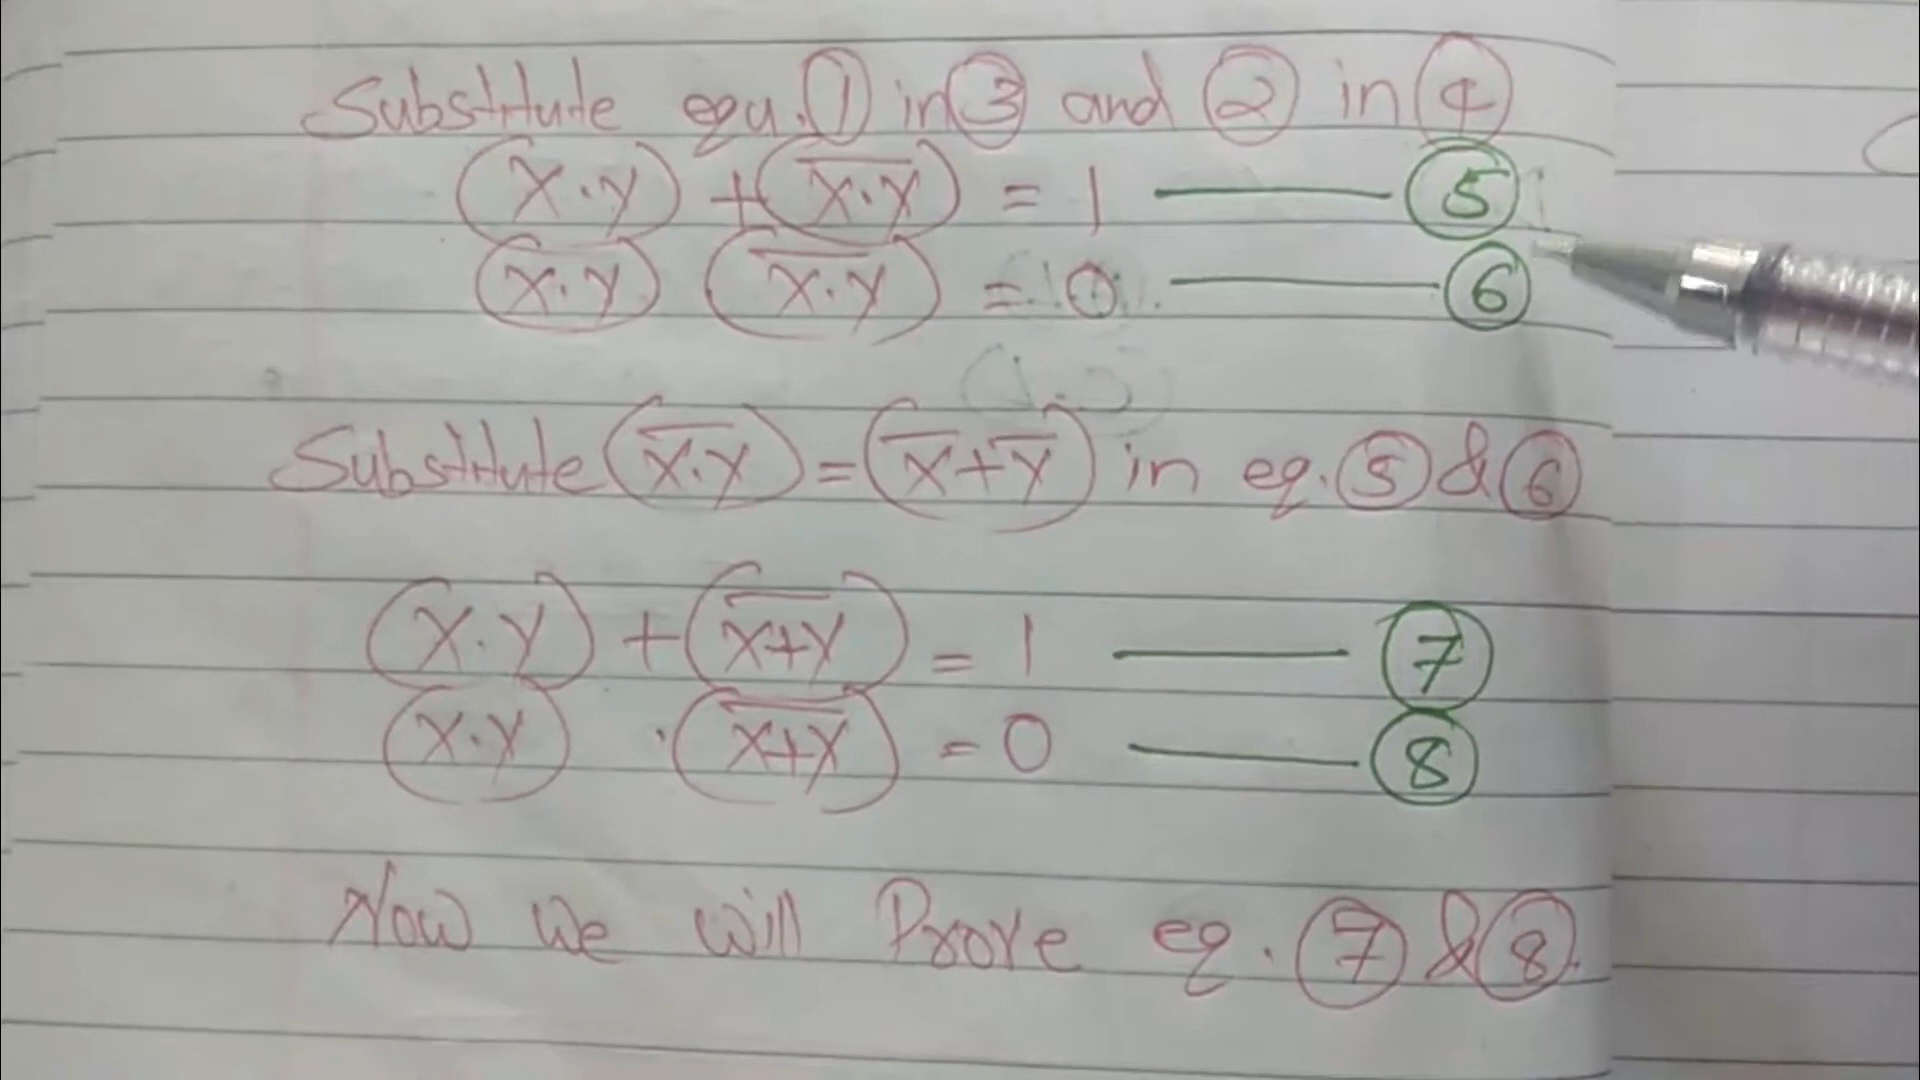 Substitute equ. ① in ③ and ② in ④
(X·Y) + (X̅·̅Y̅) = 1 —— ⑤
(X·Y) (X̅·̅Y̅) = 0 —— ⑥
Substitute (X̅·̅Y̅) = (X̅+Y̅) in eq. ⑤ & ⑥
(X·Y) + (X̅+̅Y̅) = 1 —— ⑦
(X·Y) · (X̅+̅Y̅) = 0 —— ⑧
Now we will Prove eq. ⑦ & ⑧.